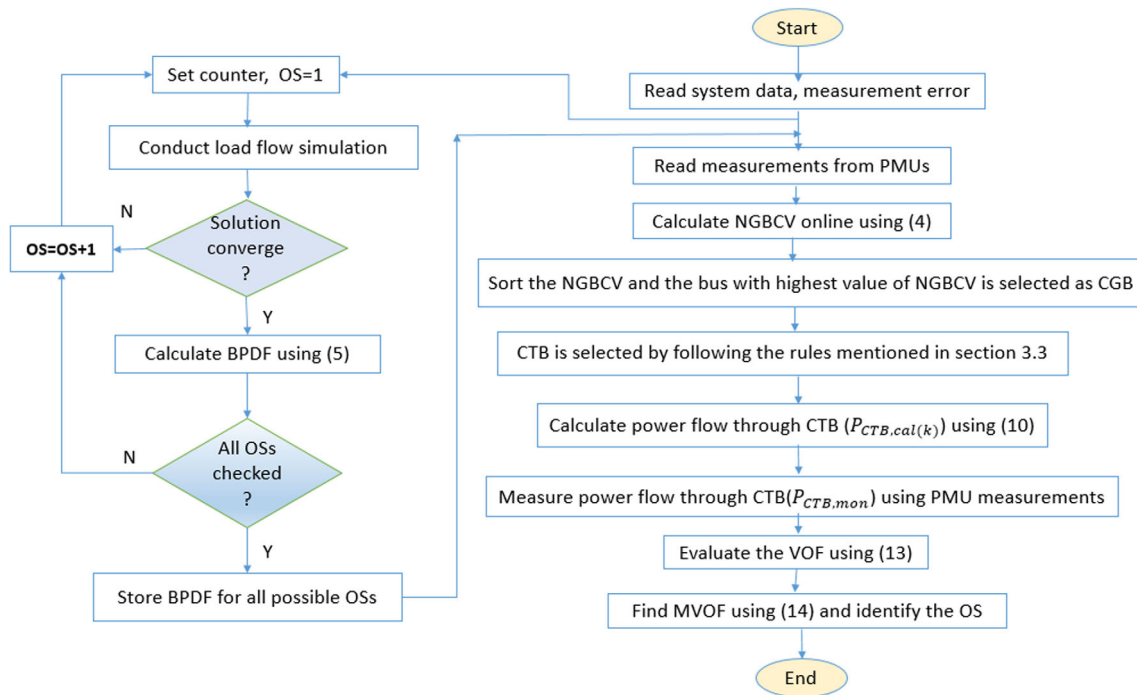 Start
Read system data, measurement error
Set counter, OS=1
Conduct load flow simulation
Solution
converge
?
N
OS=OS+1
Y
Calculate BPDF using (5)
All OSs
checked
?
N
Y
Store BPDF for all possible OSs
Read measurements from PMUs
Calculate NGBCV online using (4)
Sort the NGBCV and the bus with highest value of NGBCV is selected as CGB
CTB is selected by following the rules mentioned in section 3.3
Calculate power flow through CTB (P_{CTB,cal(k)}) using (10)
Measure power flow through CTB(P_{CTB,mon}) using PMU measurements
Evaluate the VOF using (13)
Find MVOF using (14) and identify the OS
End